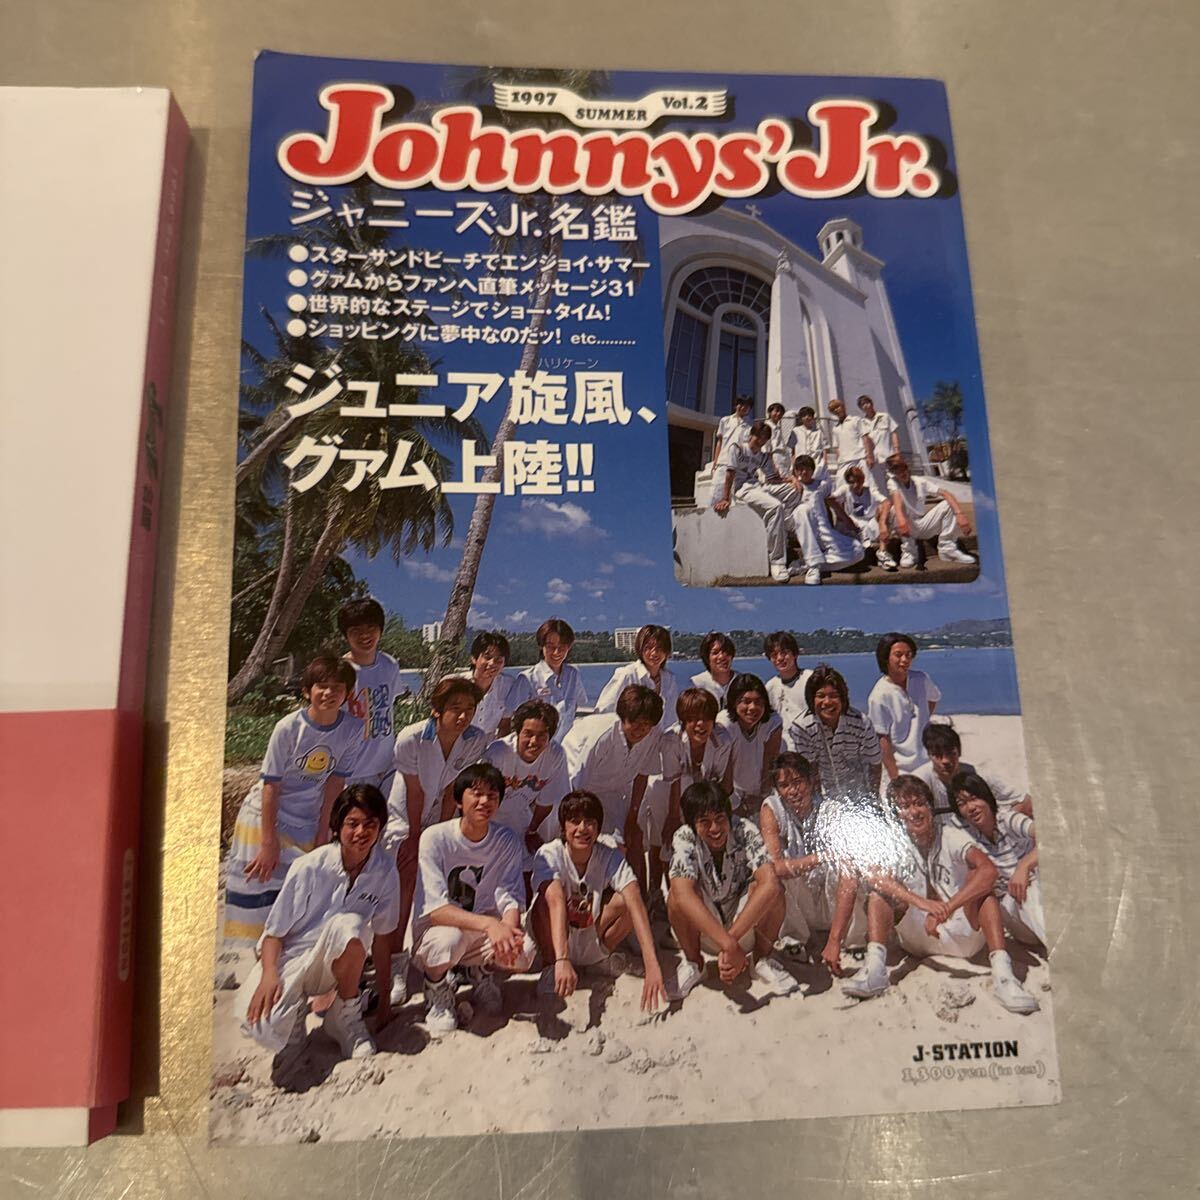 1997 SUMMER Vol.2
Johnnys' Jr.
ジャニーズJr.名鑑
●スターサンドビーチでエンジョイ・サマー
●グァムからファンへ直筆メッセージ31
●世界的なステージでショー・タイム!
●ショッピングに夢中なのだッ! etc.........
ハリケーン
ジュニア旋風、
グァム上陸!!
J-STATION
1,300 yen (in tax)